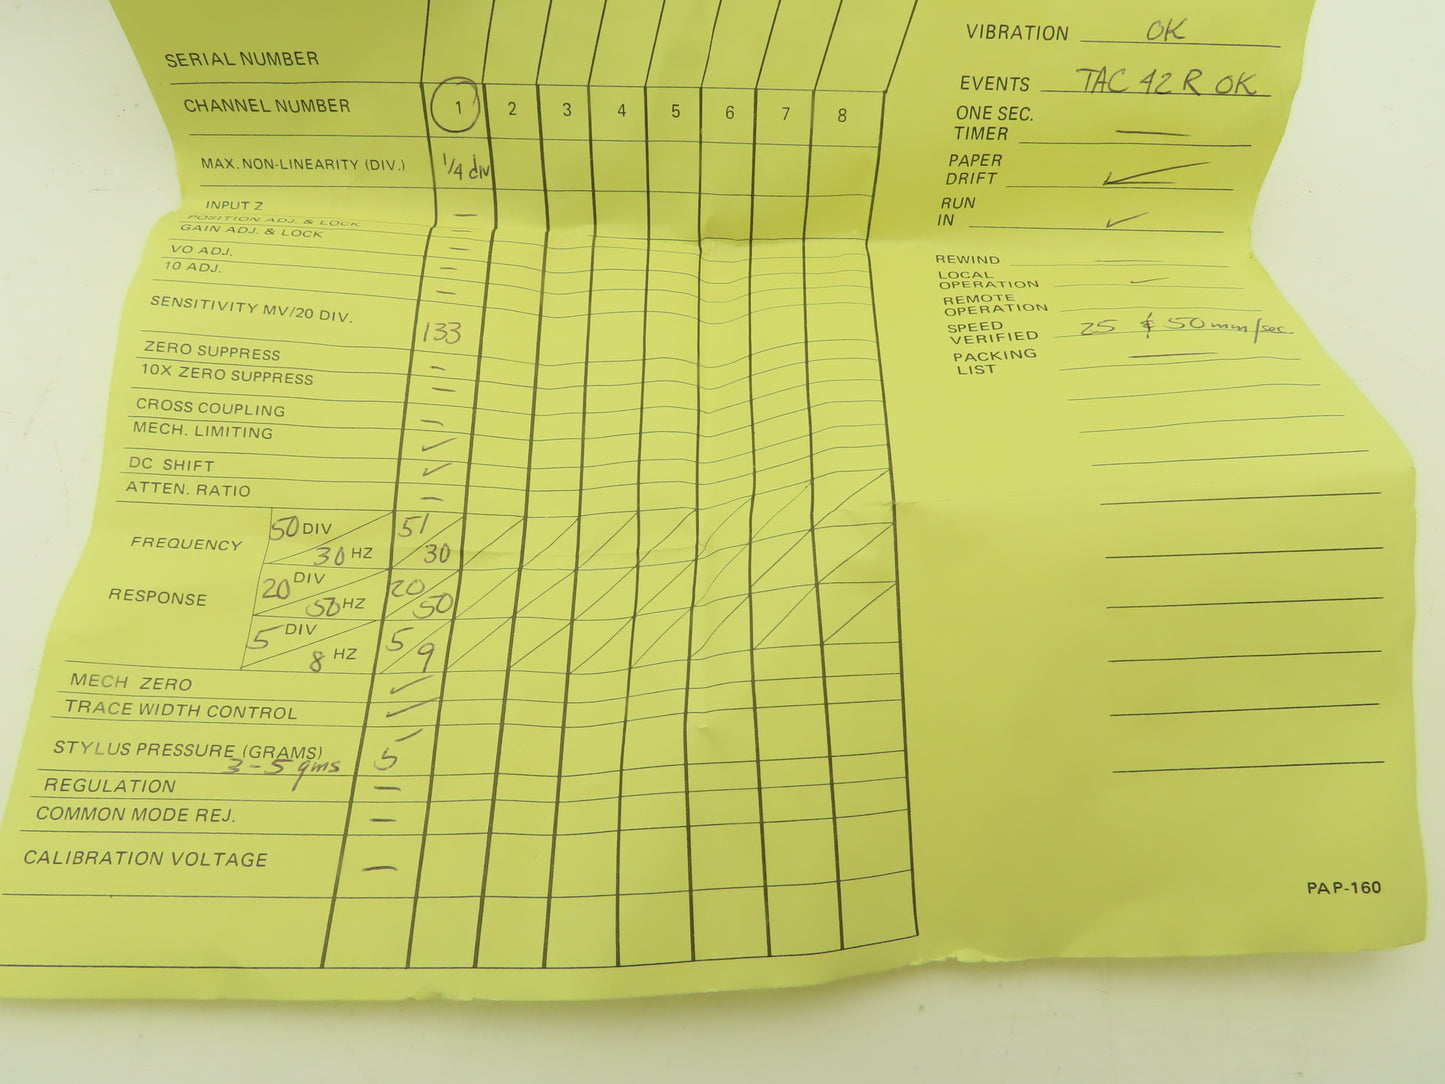 SERIAL NUMBER
CHANNEL NUMBER 1 2 3 4 5 6 7 8
MAX. NON-LINEARITY (DIV.) 1/4 div
INPUT Z —
POSITION ADJ. & LOCK —
GAIN ADJ. & LOCK —
VO ADJ. —
10 ADJ. —
SENSITIVITY MV/20 DIV. 133
ZERO SUPPRESS -
10X ZERO SUPPRESS —
CROSS COUPLING —
MECH. LIMITING ✓
DC SHIFT ✓
ATTEN. RATIO —
FREQUENCY RESPONSE
50 DIV 51
30 HZ 30
20 DIV 20
50 HZ 50
5 DIV 5
8 HZ 9
MECH ZERO ✓
TRACE WIDTH CONTROL ✓
STYLUS PRESSURE (GRAMS) 5
3-5 gms
REGULATION —
COMMON MODE REJ. —
CALIBRATION VOLTAGE —
VIBRATION OK
EVENTS TAC 42 R OK
ONE SEC.
TIMER —
PAPER
DRIFT ✓
RUN
IN ✓
REWIND —
LOCAL
OPERATION ✓
REMOTE
OPERATION
SPEED
VERIFIED 25 & 50mm/sec
PACKING
LIST —
PAP-160